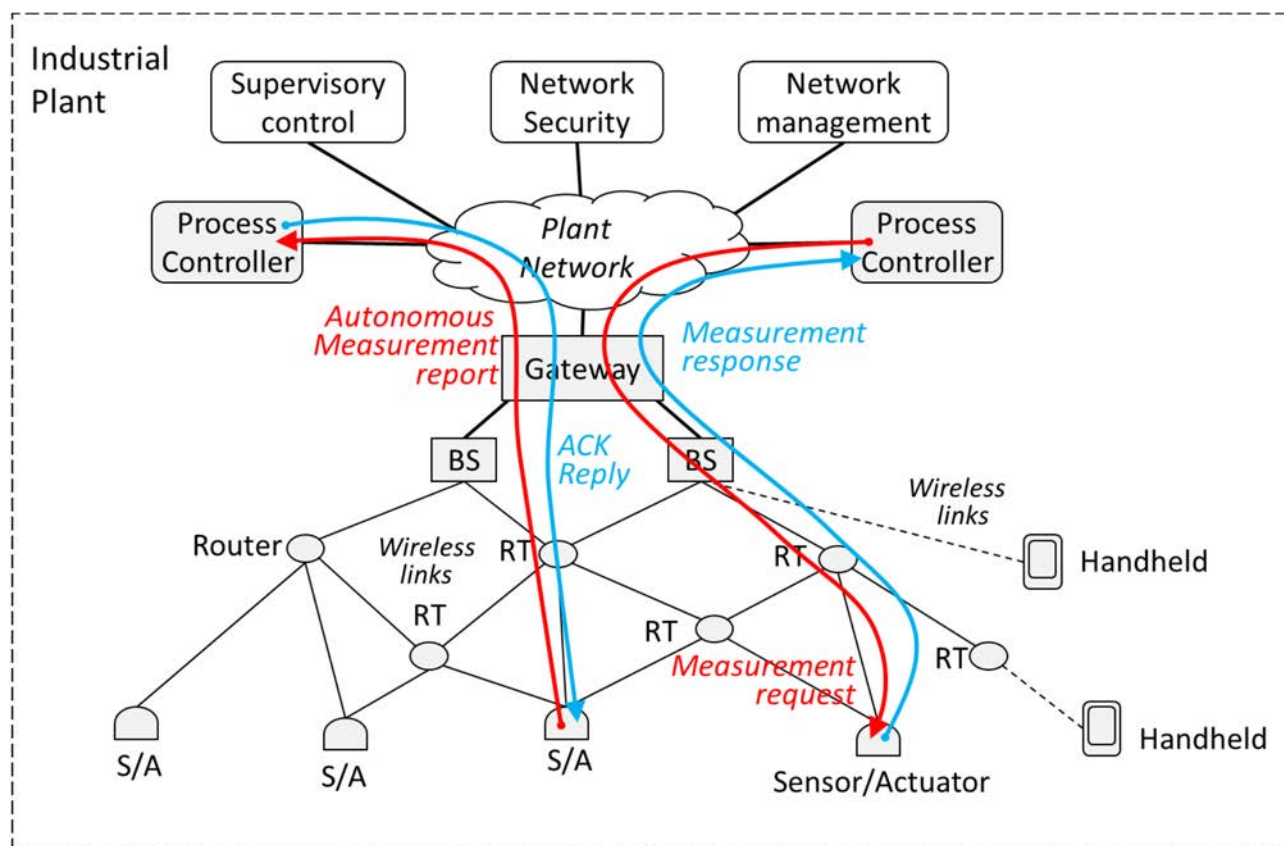 Industrial
Plant
Supervisory
control
Network
Security
Network
management
Process
Controller
Plant
Network
Process
Controller
Autonomous
Measurement
report
Measurement
response
Gateway
BS
ACK
Reply
BS
Wireless
links
Router
Wireless
links
RT
RT
Handheld
RT
RT
RT
Measurement
request
S/A
S/A
S/A
Sensor/Actuator
Handheld